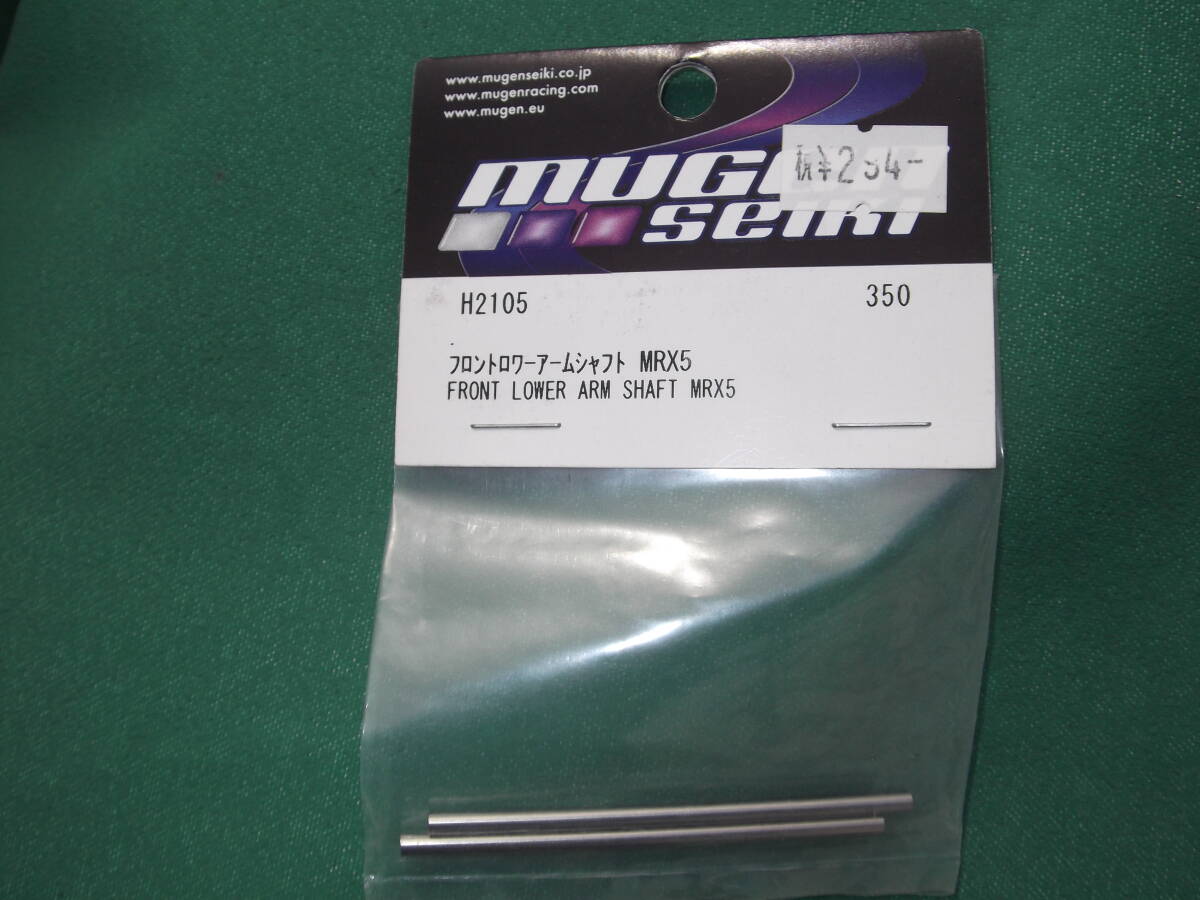 www.mugenseiki.co.jp
www.mugenracing.com
www.mugen.eu
MUGEN
SEIKI
H2105
350
フロントロワーアームシャフト MRX5
FRONT LOWER ARM SHAFT MRX5